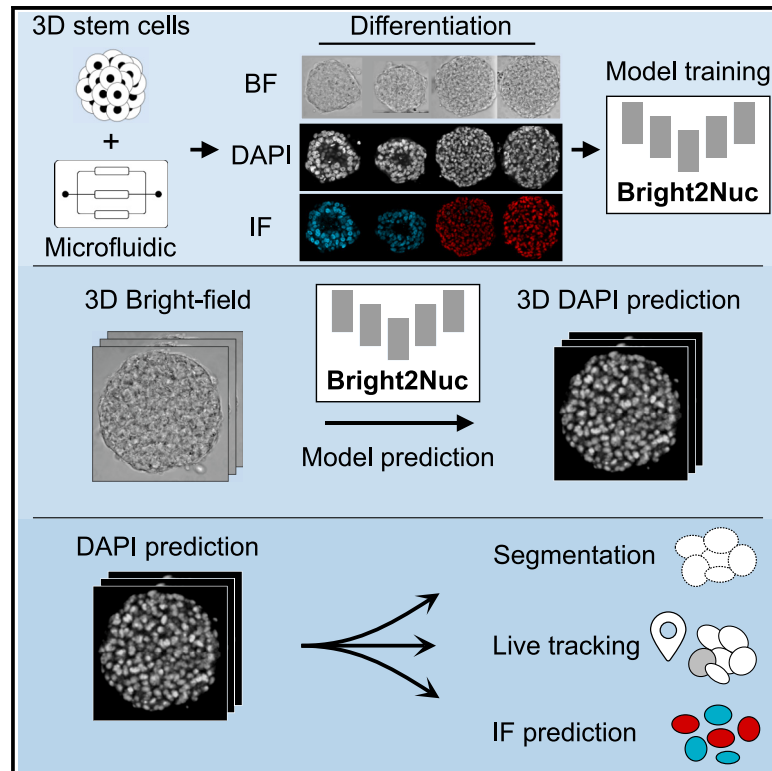 3D stem cells
Differentiation
BF
Model training
+
DAPI
Bright2Nuc
IF
Microfluidic
3D Bright-field
3D DAPI prediction
Bright2Nuc
Model prediction
DAPI prediction
Segmentation
Live tracking
IF prediction